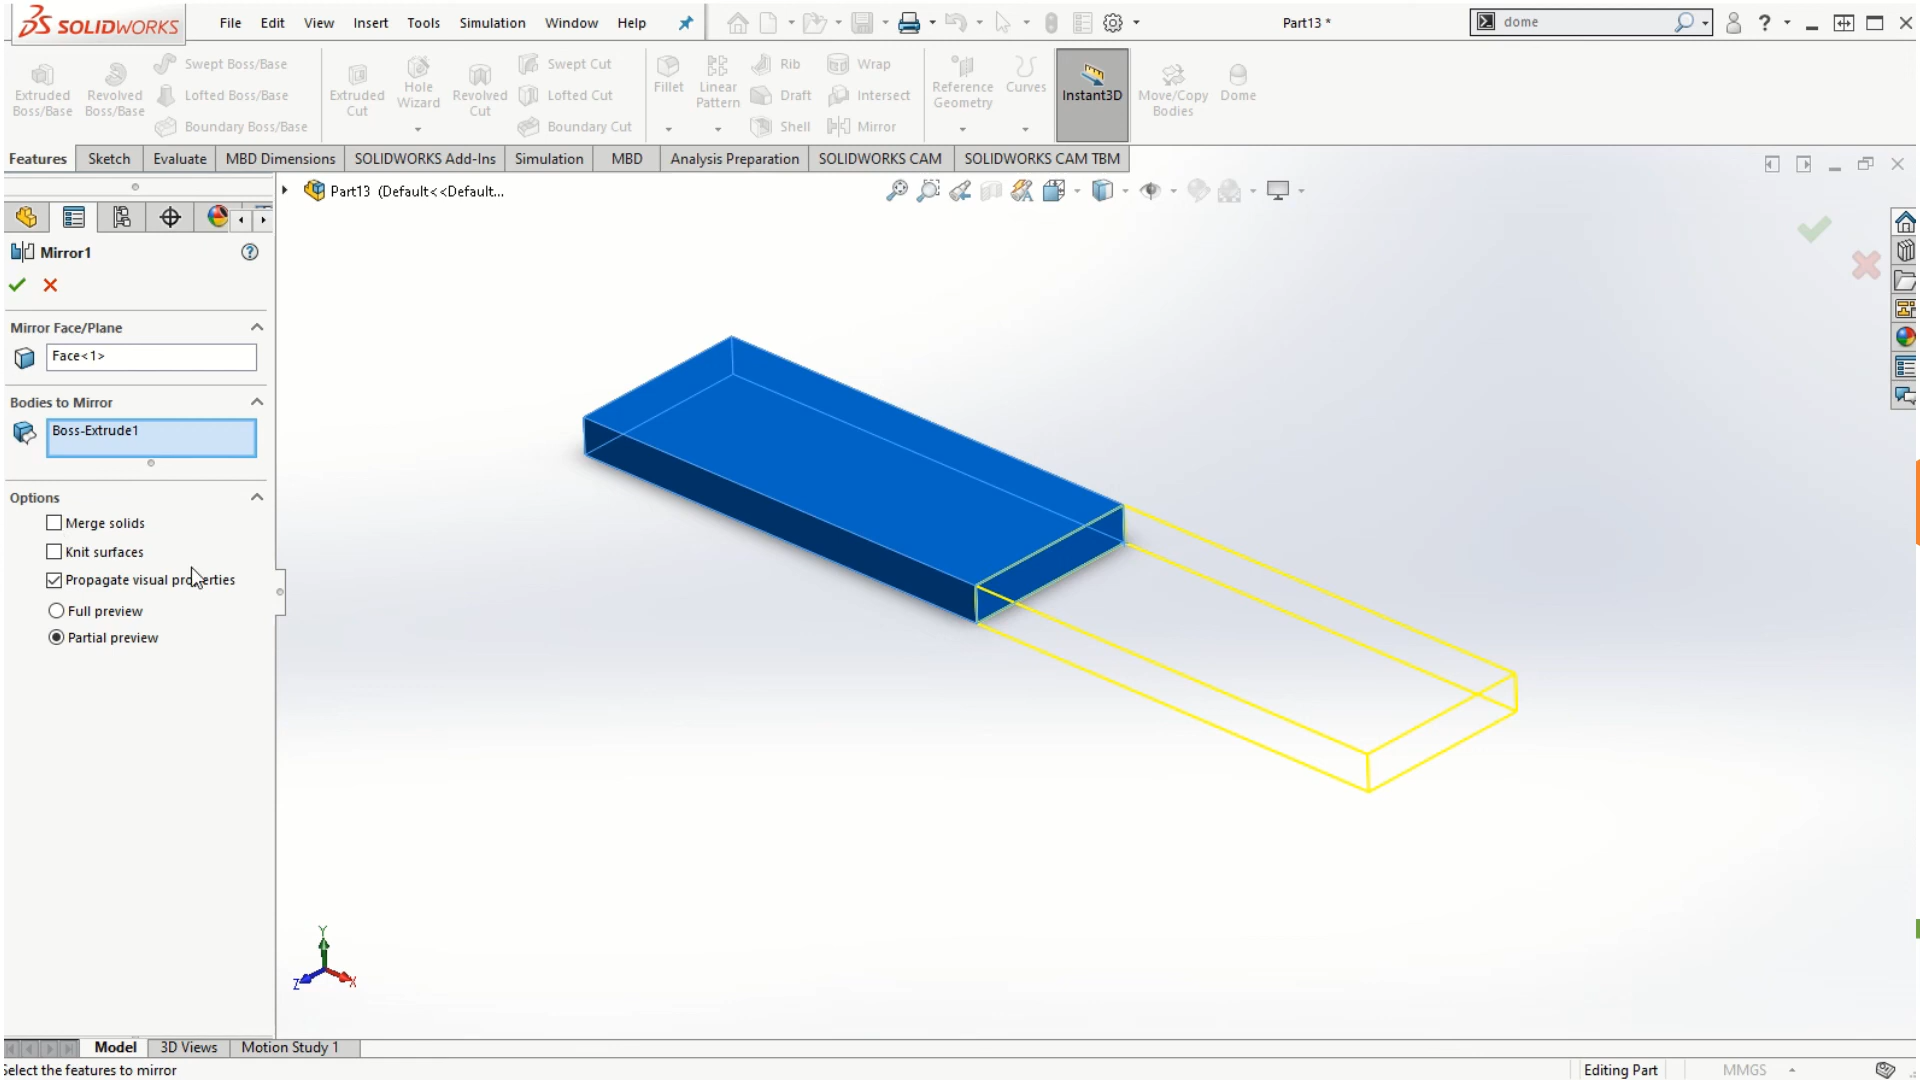 SOLIDWORKS File Edit View Insert Tools Simulation Window Help Part13 * dome ?
Extruded Boss/Base
Revolved Boss/Base
Swept Boss/Base
Lofted Boss/Base
Boundary Boss/Base
Extruded Cut
Hole Wizard
Revolved Cut
Swept Cut
Lofted Cut
Boundary Cut
Fillet
Linear Pattern
Rib
Draft
Shell
Wrap
Intersect
Mirror
Reference Geometry
Curves
Instant3D
Move/Copy Bodies
Dome
Features Sketch Evaluate MBD Dimensions SOLIDWORKS Add-Ins Simulation MBD Analysis Preparation SOLIDWORKS CAM SOLIDWORKS CAM TBM
Part13 (Default<<Default...
Mirror1 ?
Mirror Face/Plane
Face<1>
Bodies to Mirror
Boss-Extrude1
Options
Merge solids
Knit surfaces
Propagate visual properties
Full preview
Partial preview
Y
Z X
Model 3D Views Motion Study 1
Select the features to mirror Editing Part MMGS